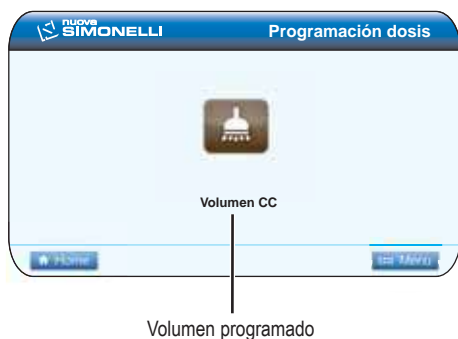 nuova
SIMONELLI
Programación dosis
Volumen CC
Home
Menu
Volumen programado